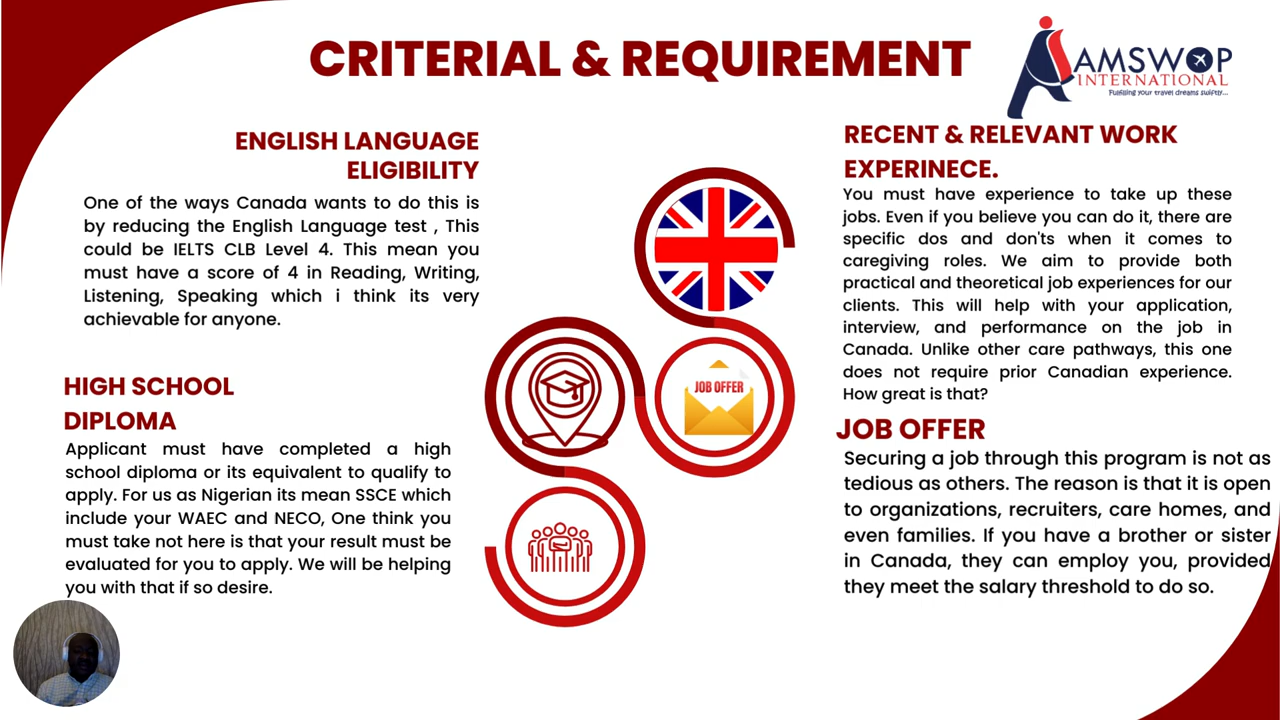 CRITERIAL & REQUIREMENT
AMSWOP
INTERNATIONAL
Fulfilling your travel dreams swiftly...
ENGLISH LANGUAGE
ELIGIBILITY
One of the ways Canada wants to do this is
by reducing the English Language test , This
could be IELTS CLB Level 4. This mean you
must have a score of 4 in Reading, Writing,
Listening, Speaking which i think its very
achievable for anyone.
HIGH SCHOOL
DIPLOMA
Applicant must have completed a high
school diploma or its equivalent to qualify to
apply. For us as Nigerian its mean SSCE which
include your WAEC and NECO, One think you
must take not here is that your result must be
evaluated for you to apply. We will be helping
you with that if so desire.
JOB OFFER
RECENT & RELEVANT WORK
EXPERINECE.
You must have experience to take up these
jobs. Even if you believe you can do it, there are
specific dos and don'ts when it comes to
caregiving roles. We aim to provide both
practical and theoretical job experiences for our
clients. This will help with your application,
interview, and performance on the job in
Canada. Unlike other care pathways, this one
does not require prior Canadian experience.
How great is that?
JOB OFFER
Securing a job through this program is not as
tedious as others. The reason is that it is open
to organizations, recruiters, care homes, and
even families. If you have a brother or sister
in Canada, they can employ you, provided
they meet the salary threshold to do so.